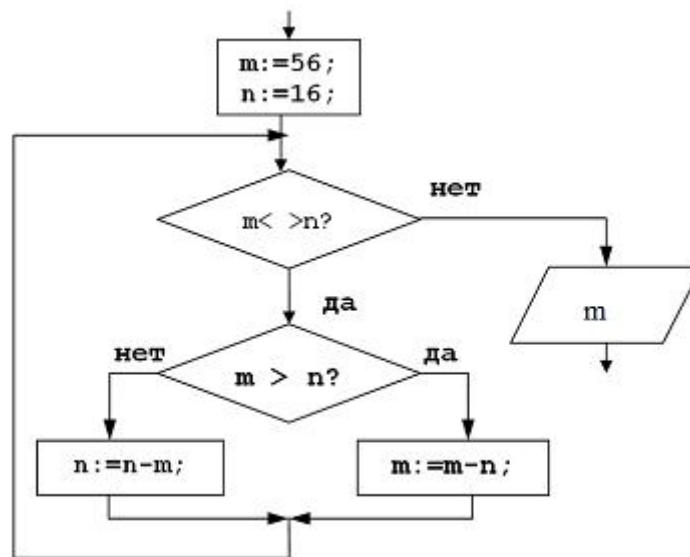 m:=56;
n:=16;
нет
m< >n?
да
m
нет
m > n?
да
n:=n-m;
m:=m-n;